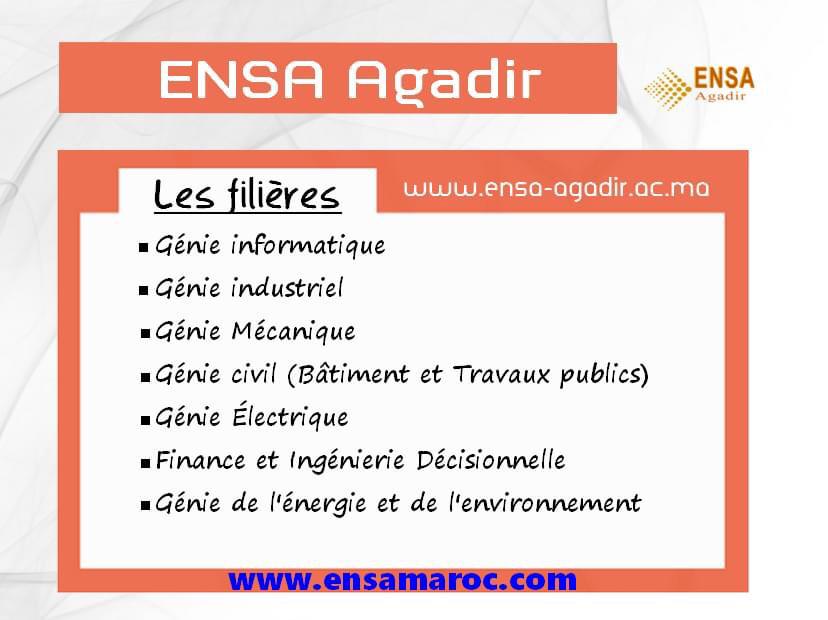 ENSA Agadir
ENSA
Agadir
Les filières
www.ensa-agadir.ac.ma
Génie informatique
Génie industriel
Génie Mécanique
Génie civil (Bâtiment et Travaux publics)
Génie Électrique
Finance et Ingénierie Décisionnelle
Génie de l'énergie et de l'environnement
www.ensamaroc.com